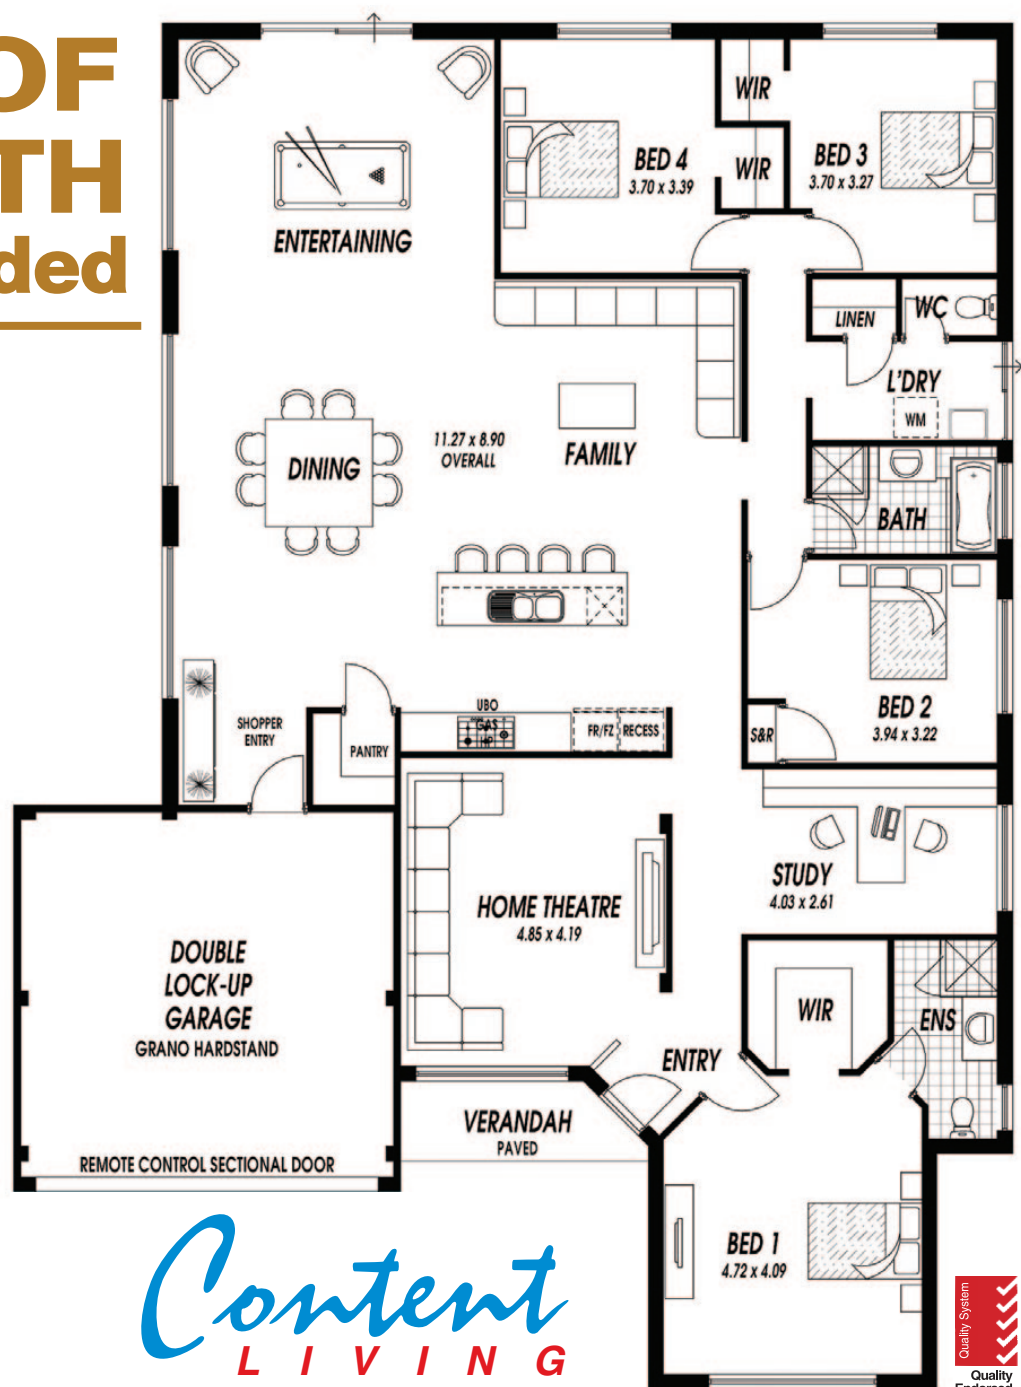 OF
TH
ded
WIR
WIR
BED 4
3.70 x 3.39
BED 3
3.70 x 3.27
ENTERTAINING
LINEN
WC
L'DRY
WM
DINING
11.27 x 8.90
OVERALL
FAMILY
BATH
BED 2
3.94 x 3.22
S&R
SHOPPER
ENTRY
PANTRY
UBO
GAS
HP
FR/FZ
RECESS
STUDY
4.03 x 2.61
HOME THEATRE
4.85 x 4.19
DOUBLE
LOCK-UP
GARAGE
GRANO HARDSTAND
WIR
ENS
ENTRY
VERANDAH
PAVED
REMOTE CONTROL SECTIONAL DOOR
BED 1
4.72 x 4.09
Content
LIVING
Quality System
Quality
Endorsed